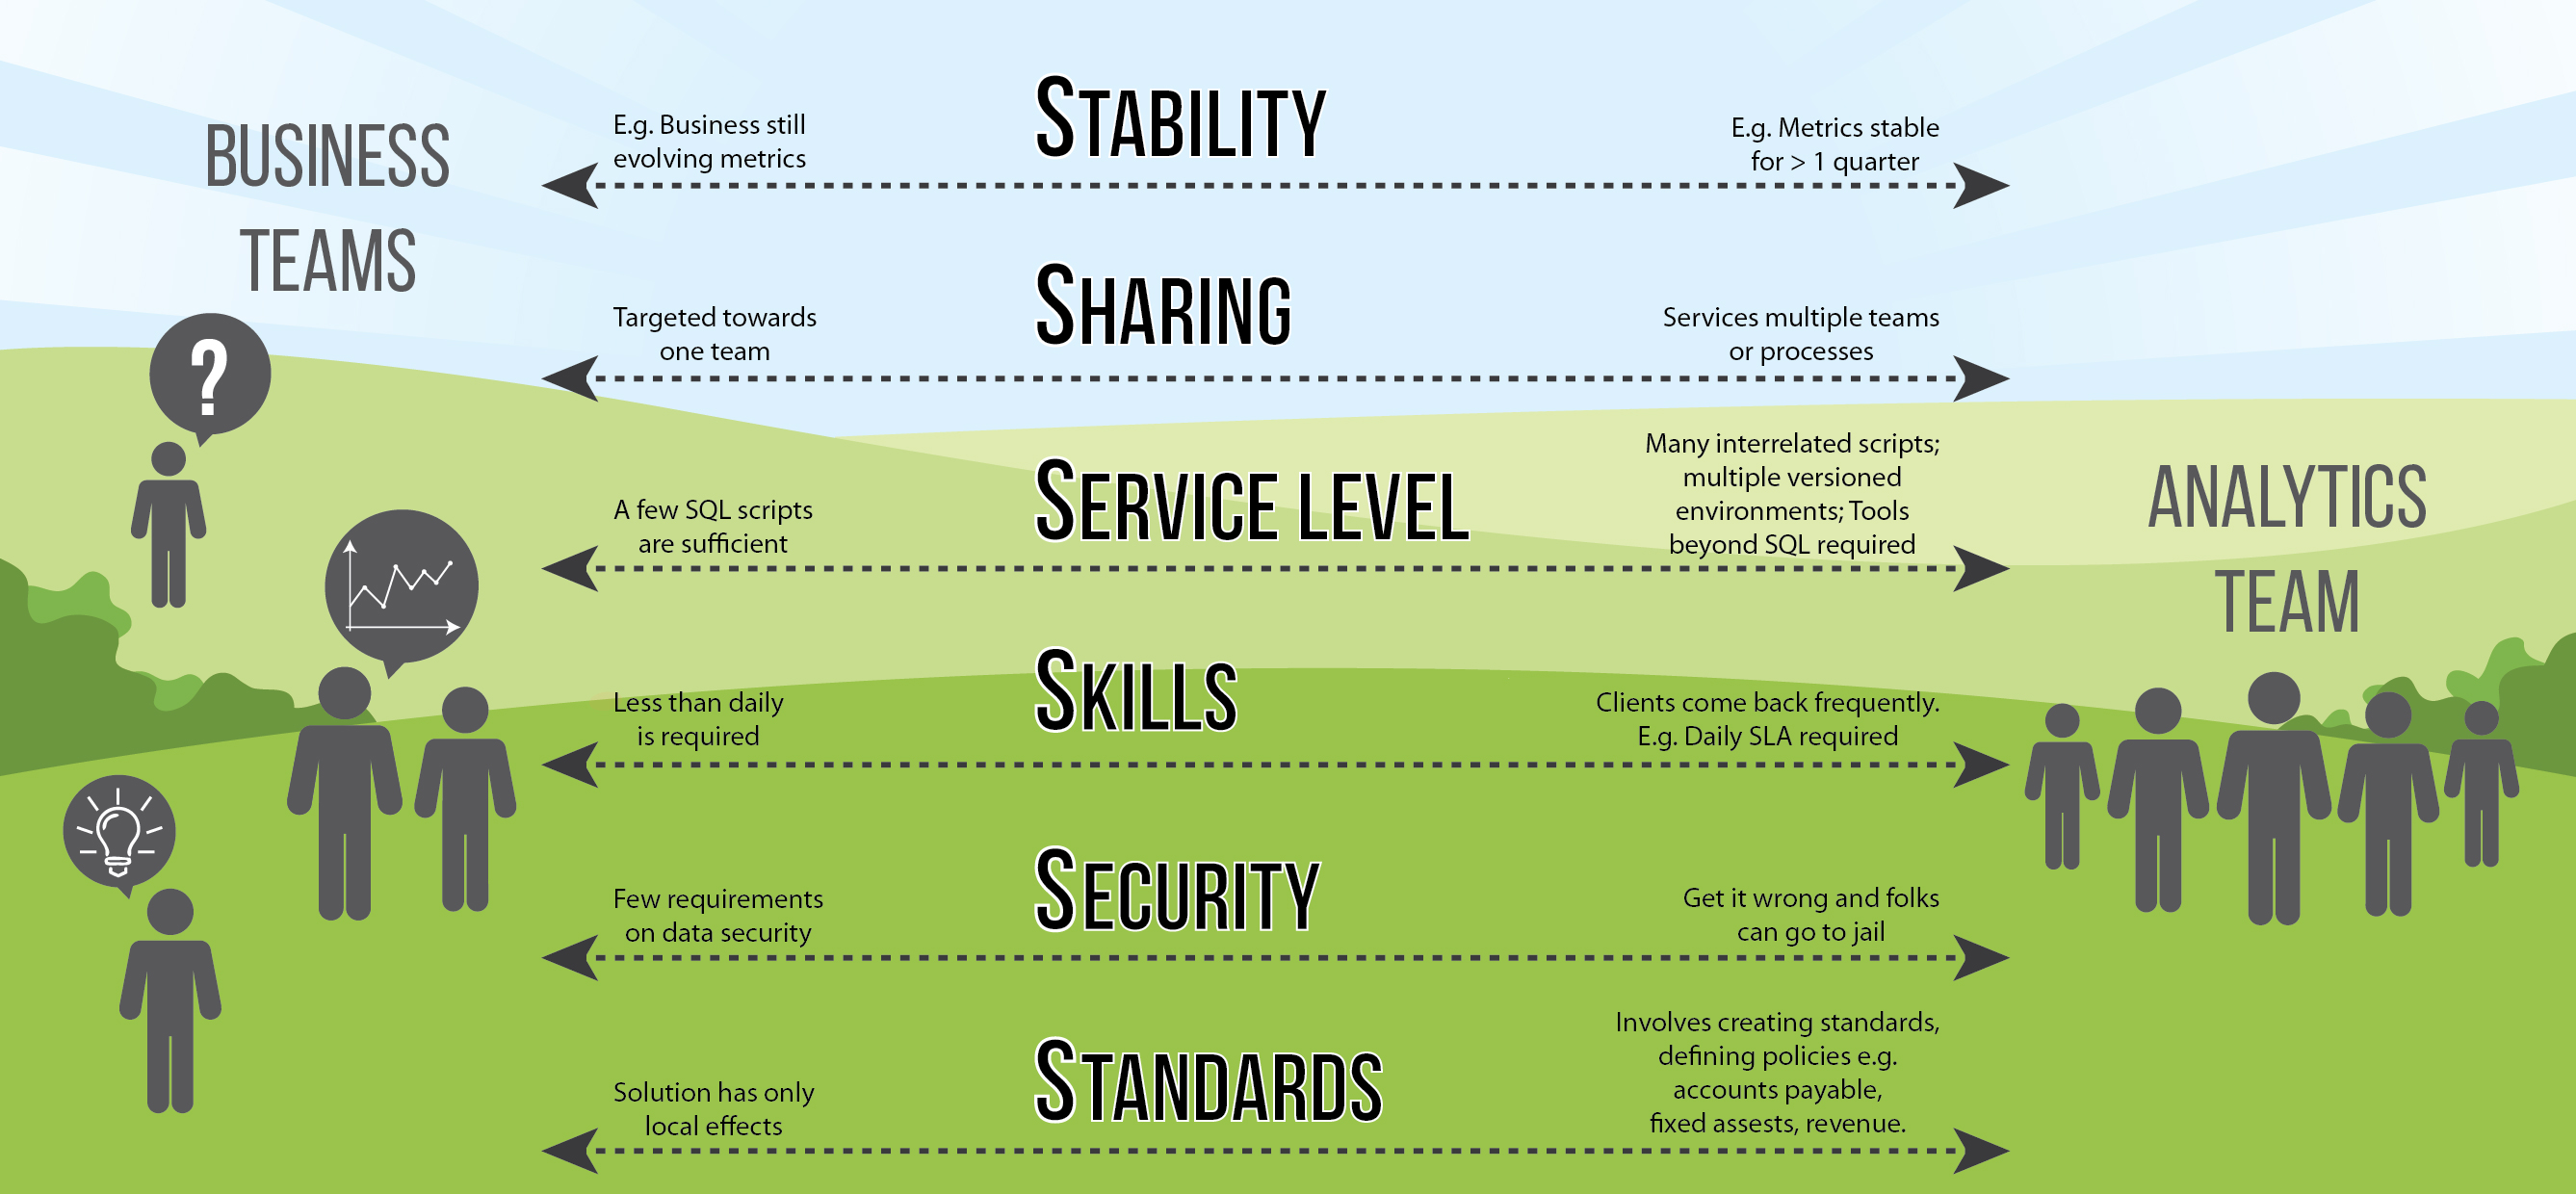 BUSINESS
TEAMS
STABILITY
E.g. Business still
evolving metrics
E.g. Metrics stable
for > 1 quarter
SHARING
Targeted towards
one team
Services multiple teams
or processes
?
SERVICE LEVEL
A few SQL scripts
are sufficient
Many interrelated scripts;
multiple versioned
environments; Tools
beyond SQL required
ANALYTICS
TEAM
SKILLS
Less than daily
is required
Clients come back frequently.
E.g. Daily SLA required
SECURITY
Few requirements
on data security
Get it wrong and folks
can go to jail
STANDARDS
Solution has only
local effects
Involves creating standards,
defining policies e.g.
accounts payable,
fixed assests, revenue.